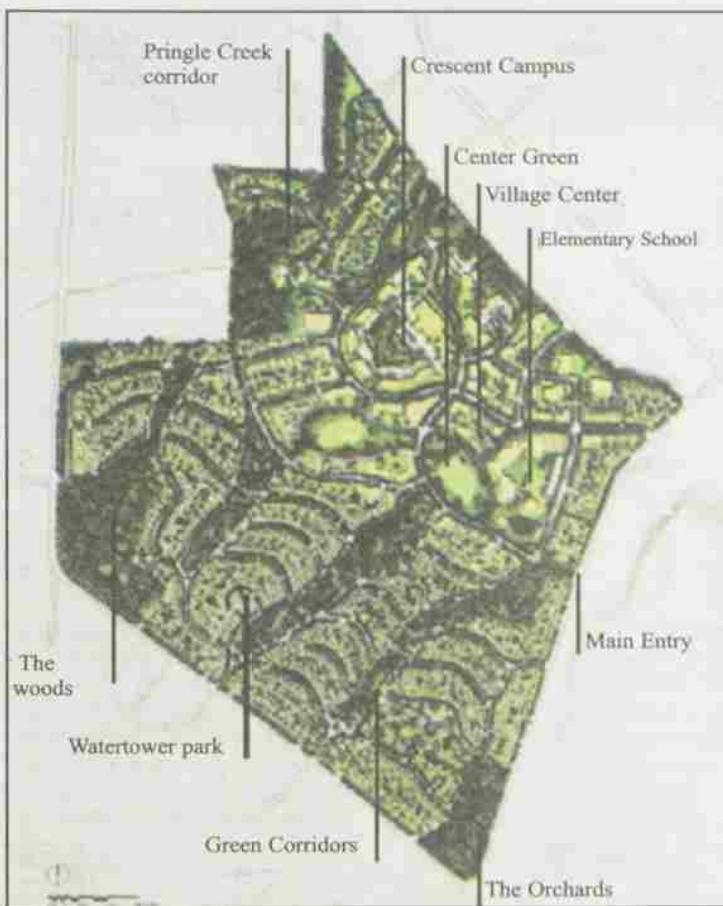 Pringle Creek
corridor
Crescent Campus
Center Green
Village Center
Elementary School
Main Entry
The
woods
Watertower park
Green Corridors
The Orchards